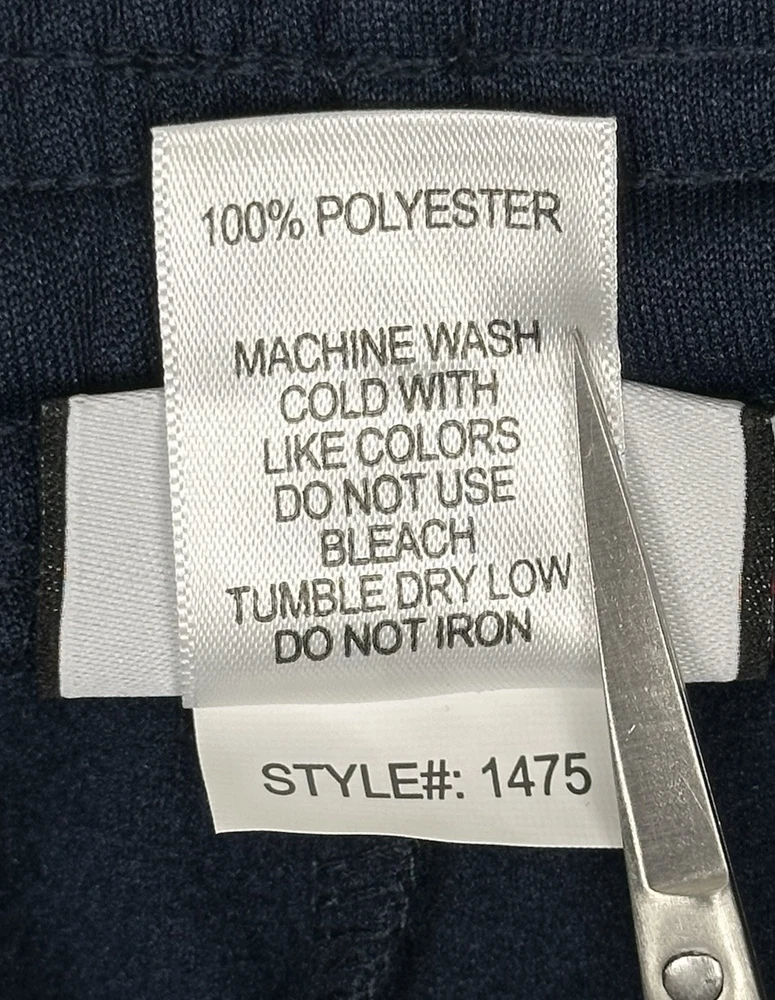 100% POLYESTER
MACHINE WASH
COLD WITH
LIKE COLORS
DO NOT USE
BLEACH
TUMBLE DRY LOW
DO NOT IRON
STYLE#: 1475